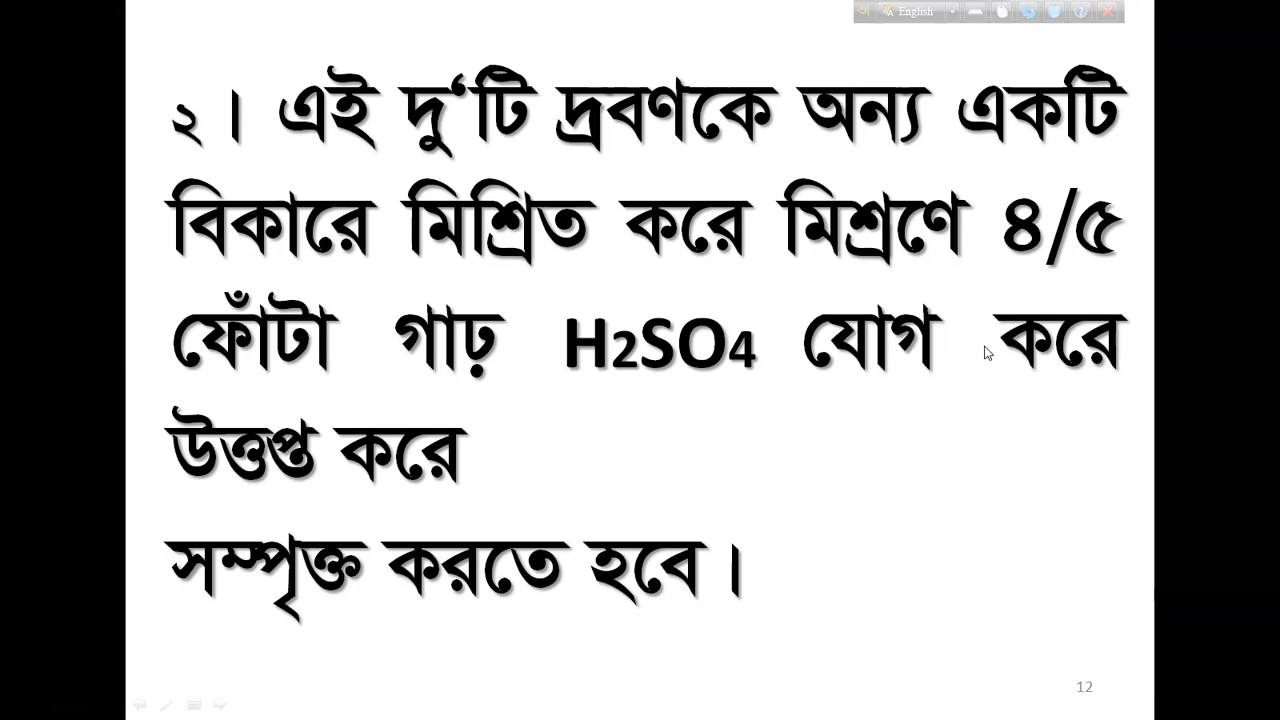 English
২। এই দু‘টি দ্রবণকে অন্য একটি
বিকারে মিশ্রিত করে মিশ্রণে ৪/৫
ফোঁটা গাঢ় H2SO4 যোগ করে
উত্তপ্ত করে
সম্পৃক্ত করতে হবে।
12